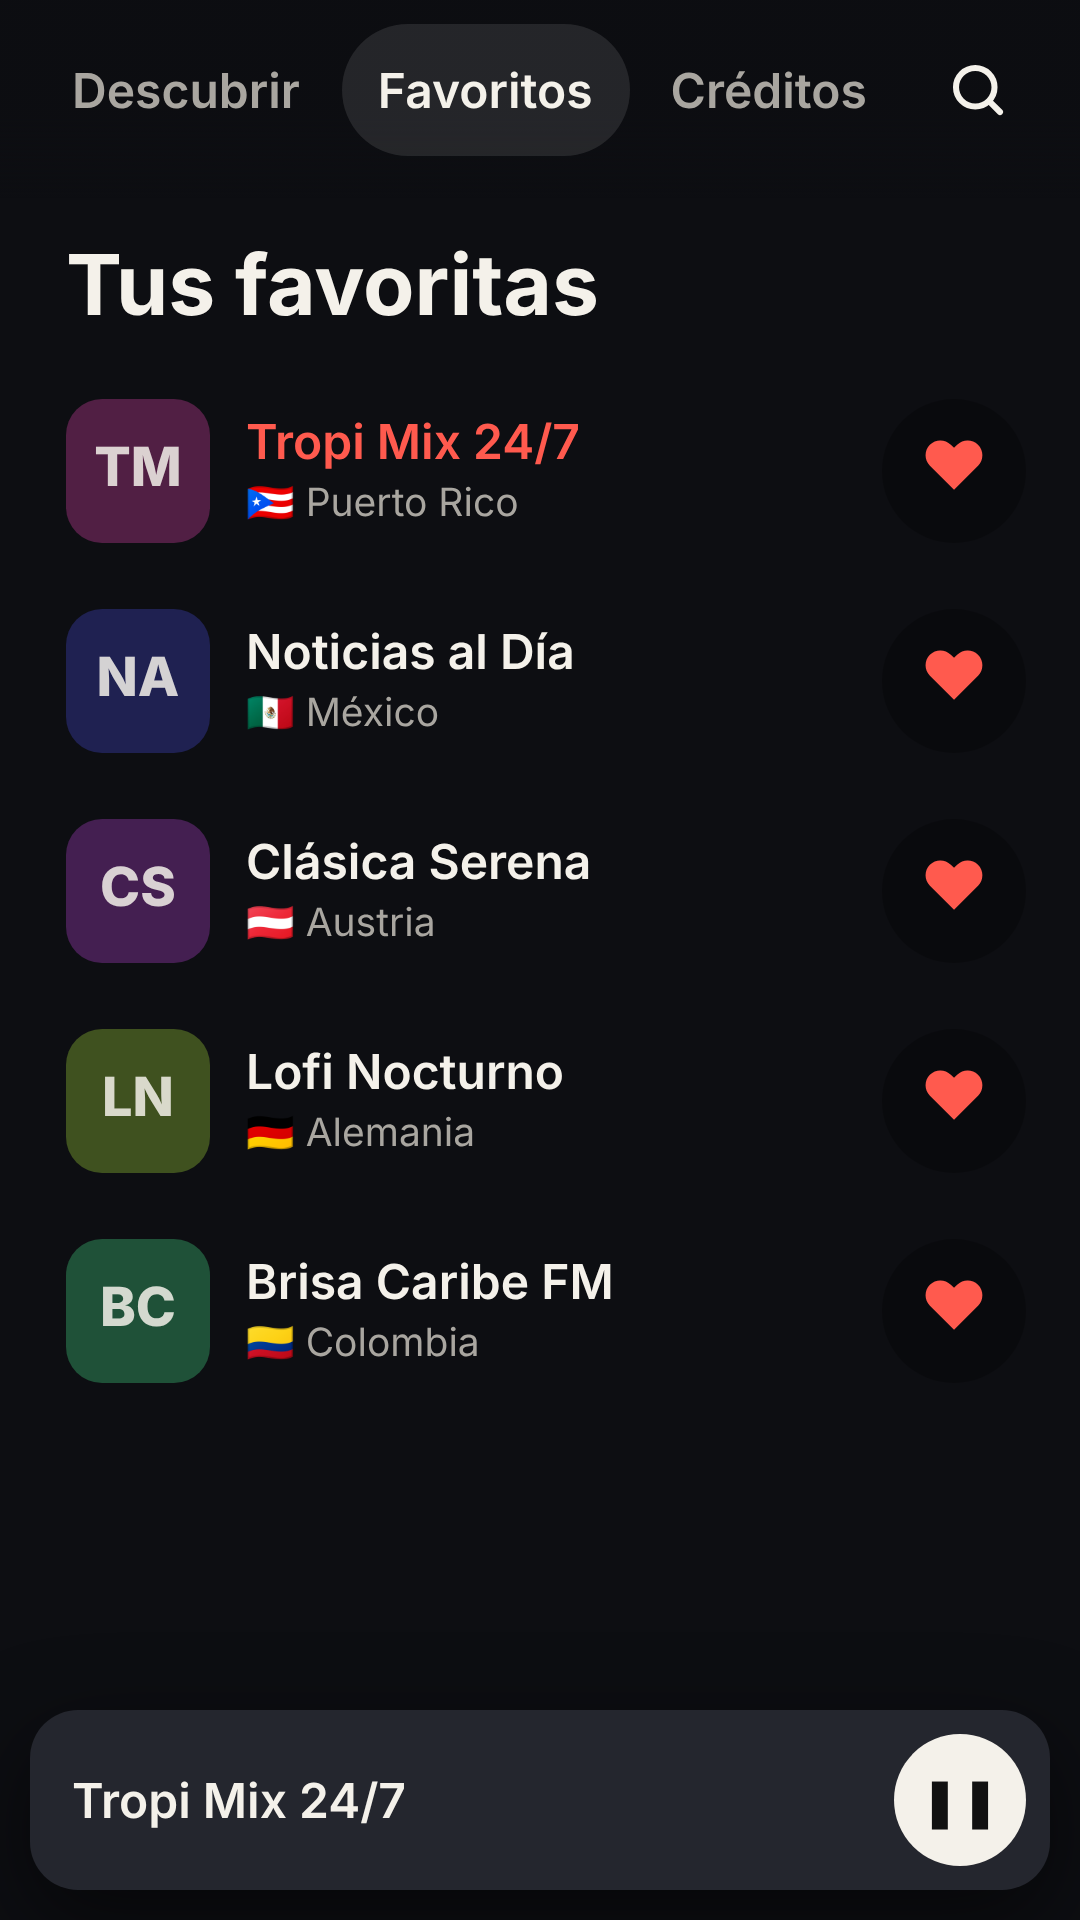 Descubrir Favoritos Créditos
Tus favoritas
TM
Tropi Mix 24/7
🇵🇷 Puerto Rico
NA
Noticias al Día
🇲🇽 México
CS
Clásica Serena
🇦🇹 Austria
LN
Lofi Nocturno
🇩🇪 Alemania
BC
Brisa Caribe FM
🇨🇴 Colombia
Tropi Mix 24/7